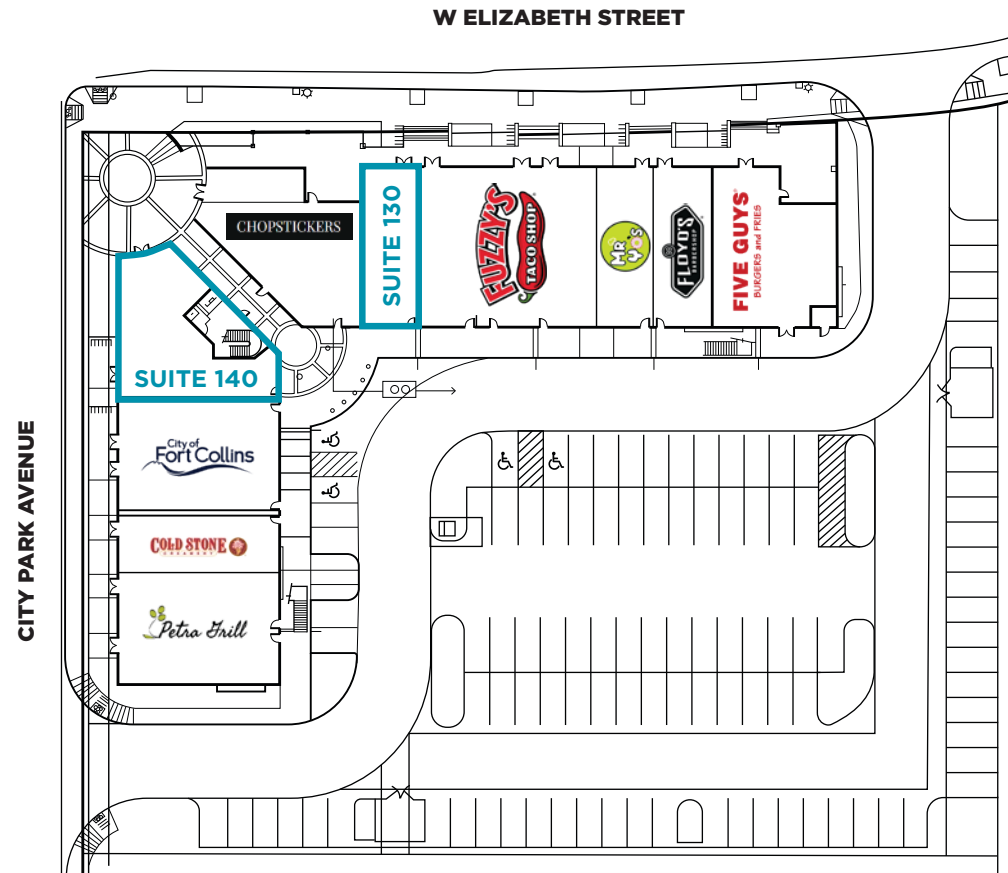 W ELIZABETH STREET
CHOPSTICKERS
SUITE 130
FUZZY'S
TACO SHOP
MR
YO'S
FLOYD'S
BARBERSHOP
FIVE GUYS
BURGERS and FRIES
SUITE 140
City of
Fort Collins
COLD STONE
CREAMERY
Petra Grill
CITY PARK AVENUE